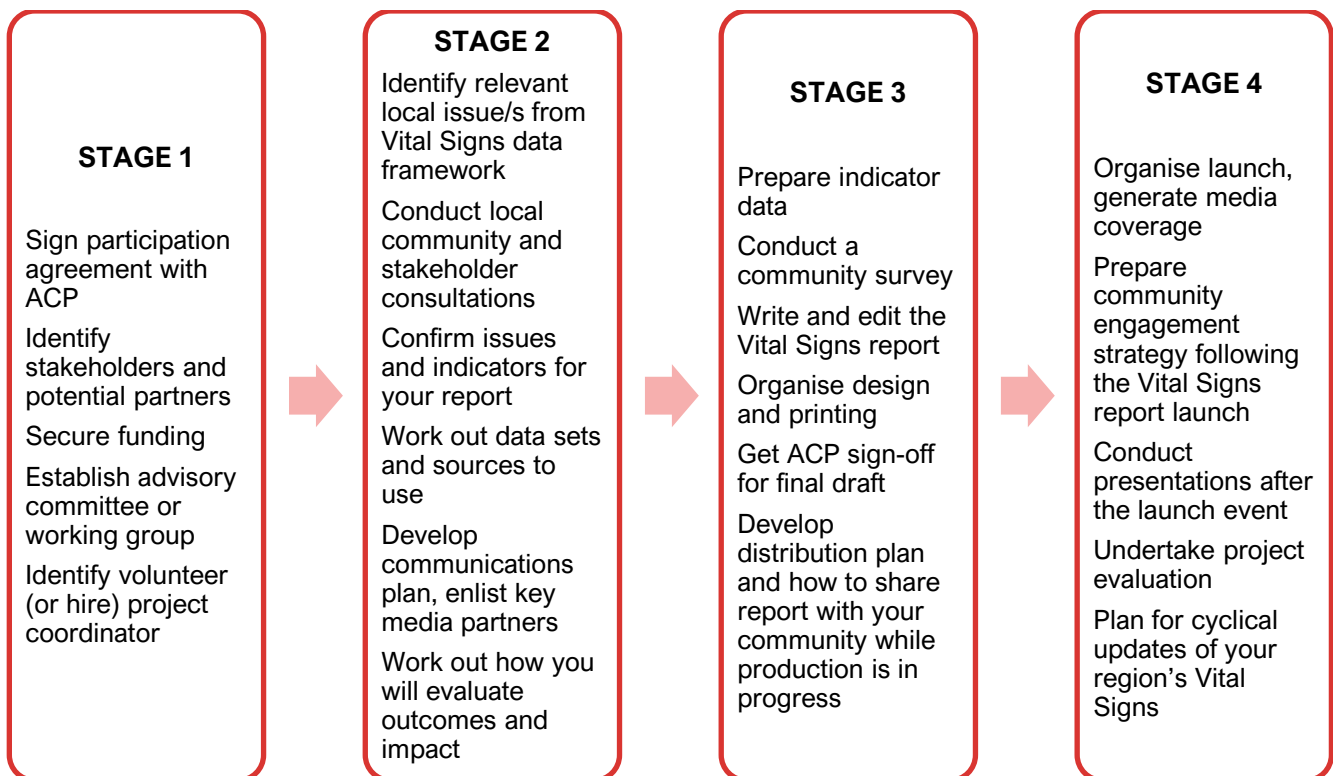 STAGE 1
Sign participation
agreement with
ACP
Identify
stakeholders and
potential partners
Secure funding
Establish advisory
committee or
working group
Identify volunteer
(or hire) project
coordinator
STAGE 2
Identify relevant
local issue/s from
Vital Signs data
framework
Conduct local
community and
stakeholder
consultations
Confirm issues
and indicators for
your report
Work out data sets
and sources to
use
Develop
communications
plan, enlist key
media partners
Work out how you
will evaluate
outcomes and
impact
STAGE 3
Prepare indicator
data
Conduct a
community survey
Write and edit the
Vital Signs report
Organise design
and printing
Get ACP sign-off
for final draft
Develop
distribution plan
and how to share
report with your
community while
production is in
progress
STAGE 4
Organise launch,
generate media
coverage
Prepare
community
engagement
strategy following
the Vital Signs
report launch
Conduct
presentations after
the launch event
Undertake project
evaluation
Plan for cyclical
updates of your
region's Vital
Signs